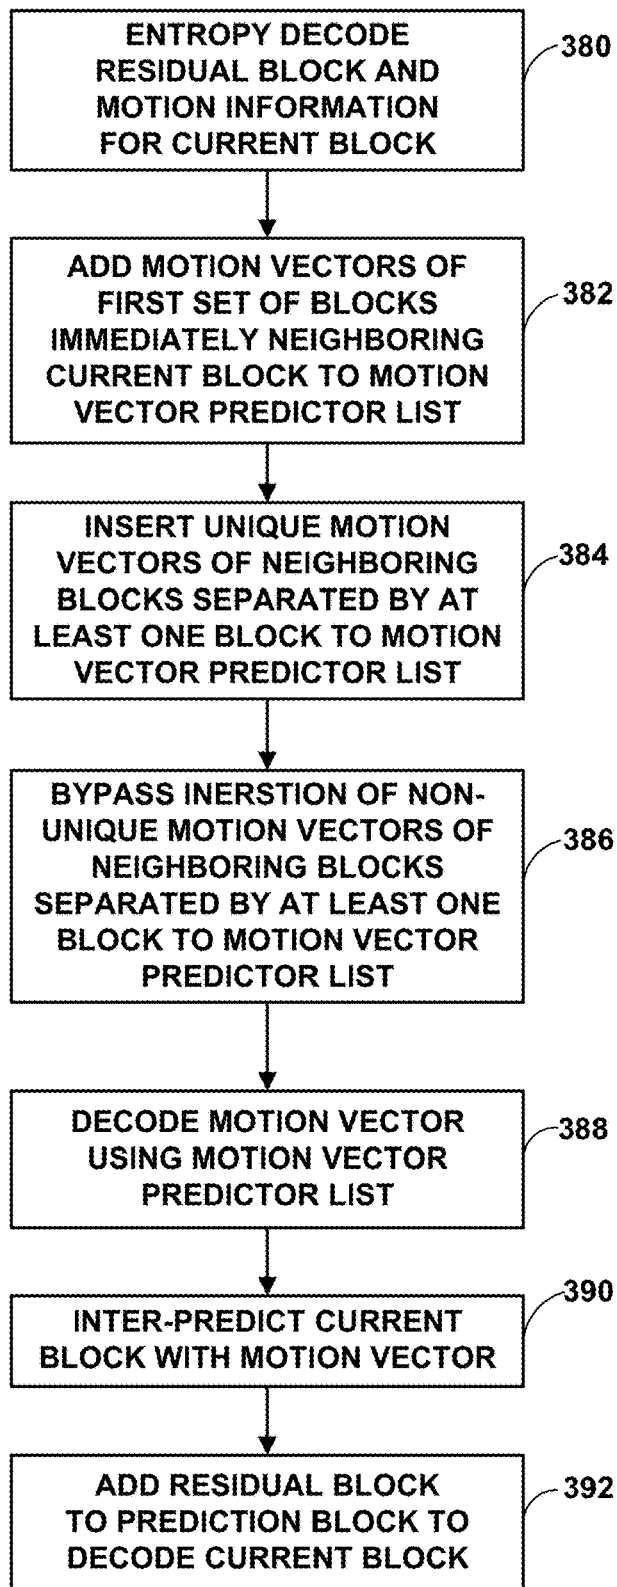 ENTROPY DECODE
RESIDUAL BLOCK AND
MOTION INFORMATION
FOR CURRENT BLOCK
380
ADD MOTION VECTORS OF
FIRST SET OF BLOCKS
IMMEDIATELY NEIGHBORING
CURRENT BLOCK TO MOTION
VECTOR PREDICTOR LIST
382
INSERT UNIQUE MOTION
VECTORS OF NEIGHBORING
BLOCKS SEPARATED BY AT
LEAST ONE BLOCK TO MOTION
VECTOR PREDICTOR LIST
384
BYPASS INERSTION OF NON-
UNIQUE MOTION VECTORS OF
NEIGHBORING BLOCKS
SEPARATED BY AT LEAST ONE
BLOCK TO MOTION VECTOR
PREDICTOR LIST
386
DECODE MOTION VECTOR
USING MOTION VECTOR
PREDICTOR LIST
388
INTER-PREDICT CURRENT
BLOCK WITH MOTION VECTOR
390
ADD RESIDUAL BLOCK
TO PREDICTION BLOCK TO
DECODE CURRENT BLOCK
392